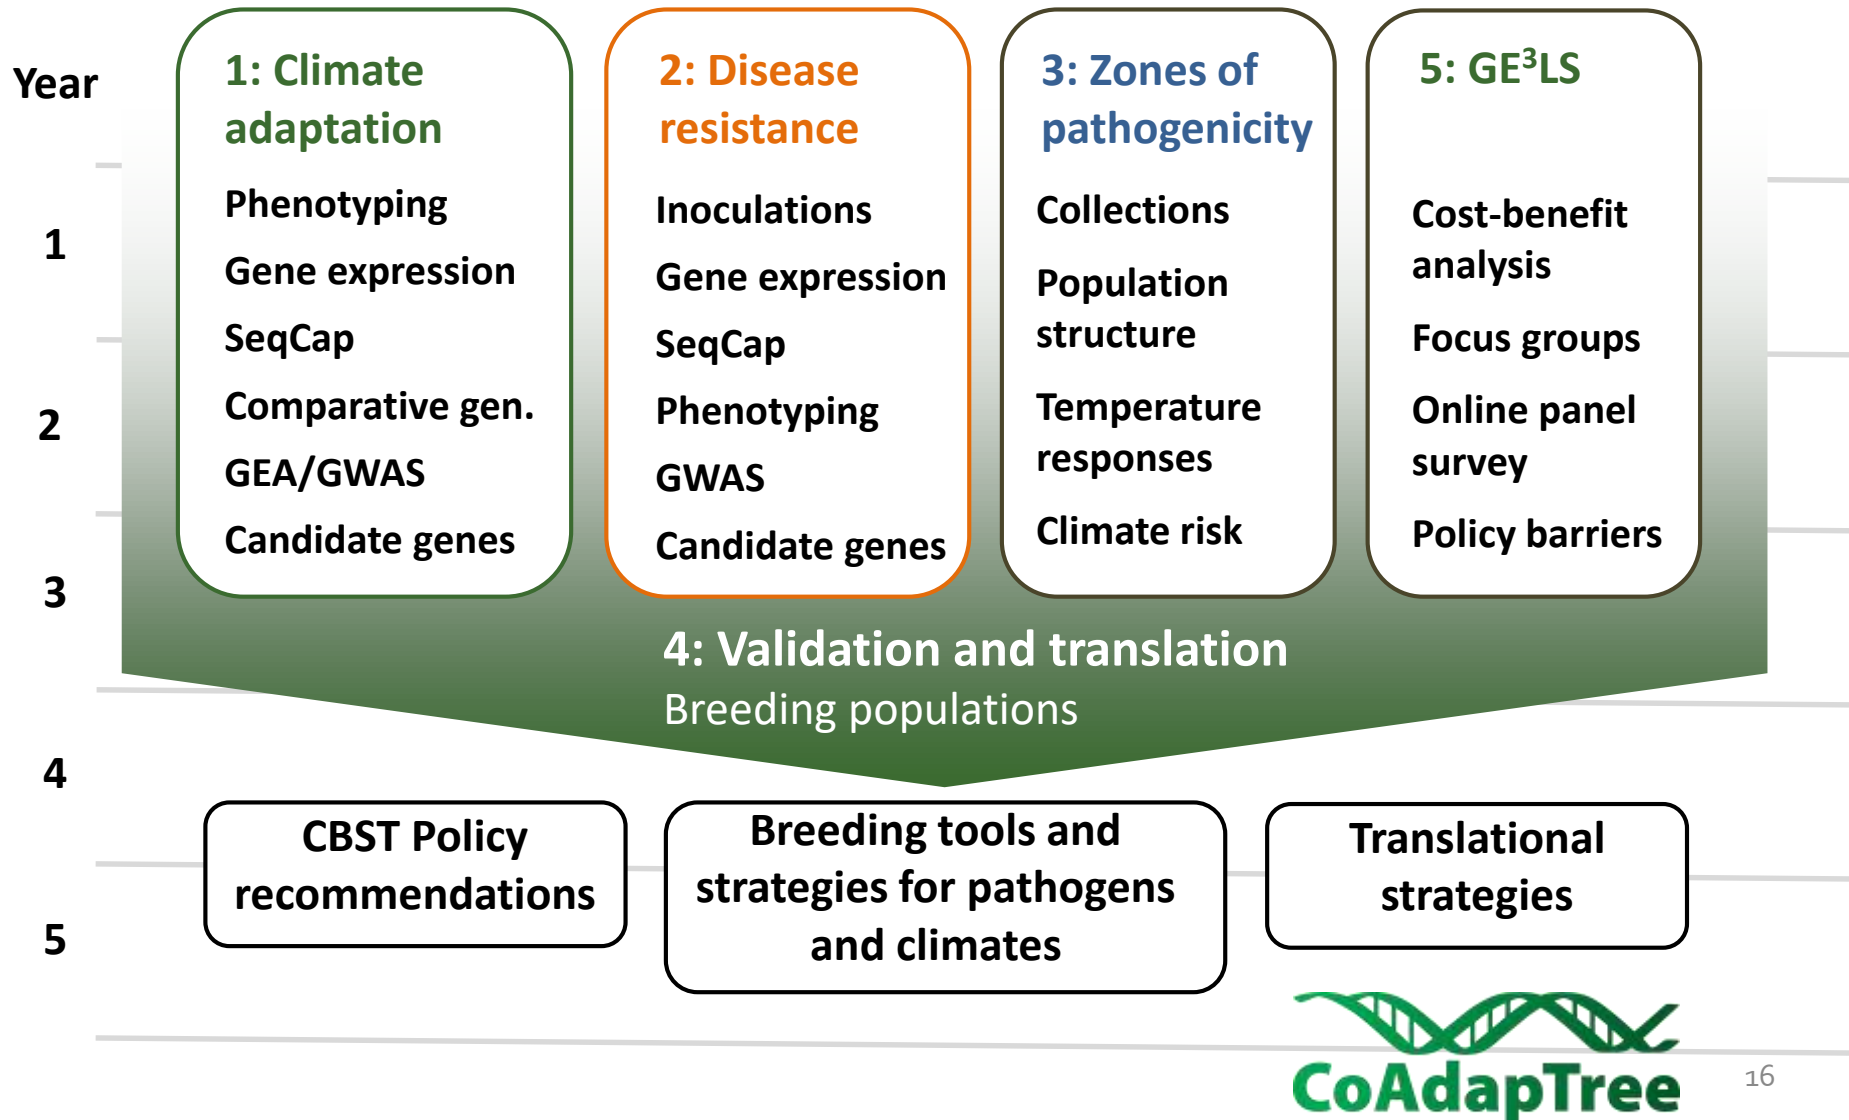 Year
1
2
3
4
5
1: Climate
adaptation
Phenotyping
Gene expression
SeqCap
Comparative gen.
GEA/GWAS
Candidate genes
2: Disease
resistance
Inoculations
Gene expression
SeqCap
Phenotyping
GWAS
Candidate genes
3: Zones of
pathogenicity
Collections
Population
structure
Temperature
responses
Climate risk
5: GE³LS
Cost-benefit
analysis
Focus groups
Online panel
survey
Policy barriers
4: Validation and translation
Breeding populations
CBST Policy
recommendations
Breeding tools and
strategies for pathogens
and climates
Translational
strategies
CoAdapTree
16